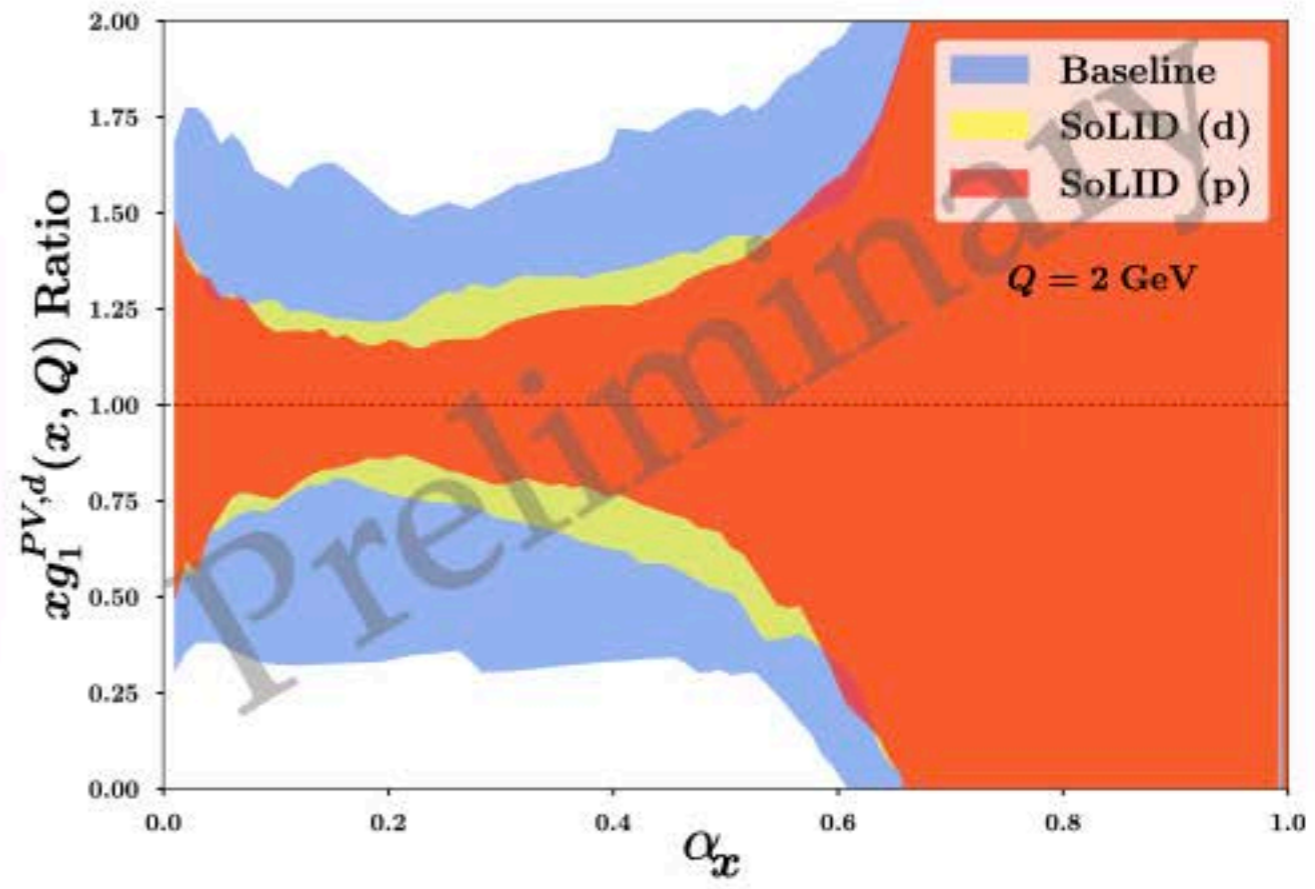 2.00
1.75
1.50
1.25
1.00
0.75
0.50
0.25
0.00
0.0 0.2 0.4 0.6 0.8 1.0
xg₁^{PV,d}(x, Q) Ratio
αx
Baseline
SoLID (d)
SoLID (p)
Q = 2 GeV
Preliminary